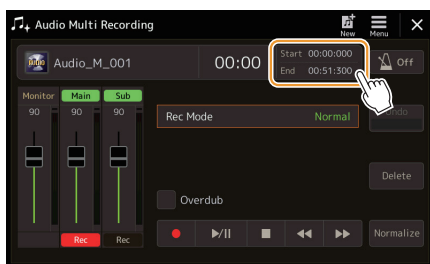 Audio Multi Recording
New
Menu
AUDIO
Audio_M_001
00:00
Start 00:00:000
End 00:51:300
Off
Monitor Main Sub
90 90 90
Rec Mode Normal
Undo
Delete
Overdub
Rec Rec
Normalize